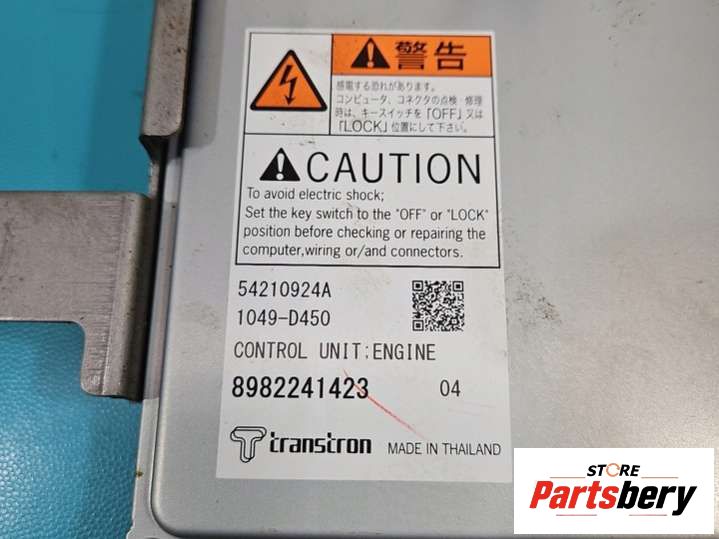 警告
感電する恐れがあります。
コンピュータ、コネクタの点検・修理
時は、キースイッチを「OFF」又は
「LOCK」位置にして下さい。
CAUTION
To avoid electric shock;
Set the key switch to the "OFF" or "LOCK"
position before checking or repairing the
computer,wiring or/and connectors.
54210924A
1049-D450
CONTROL UNIT;ENGINE
8982241423 04
transtron MADE IN THAILAND
STORE
Partsbery